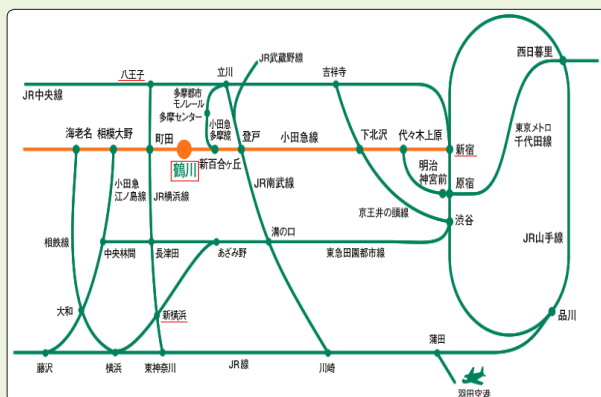 JR武蔵野線
西日暮里
八王子
立川
吉祥寺
JR中央線
多摩都市
モノレール
多摩センター
小田急
多摩線
東京メトロ
千代田線
海老名
相模大野
町田
登戸
小田急線
下北沢
代々木上原
新宿
鶴川
新百合ヶ丘
明治
神宮前
原宿
小田急
江ノ島線
JR横浜線
JR南武線
京王井の頭線
渋谷
相鉄線
溝の口
JR山手線
中央林間
長津田
あざみ野
東急田園都市線
大和
新横浜
品川
蒲田
藤沢
横浜
東神奈川
JR線
川崎
羽田空港